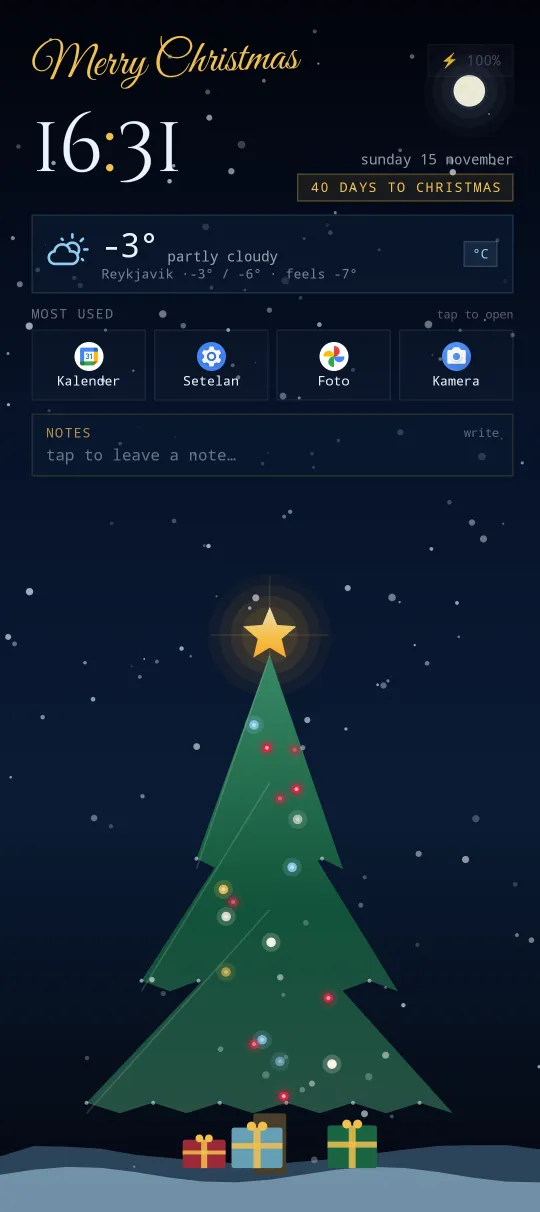 Merry Christmas
⚡ 100%
16:31
sunday 15 november
40 DAYS TO CHRISTMAS
-3° partly cloudy
°C
Reykjavik ·-3° / -6° · feels -7°
MOST USED tap to open
31
Kalender Setelan Foto Kamera
NOTES write
tap to leave a note…